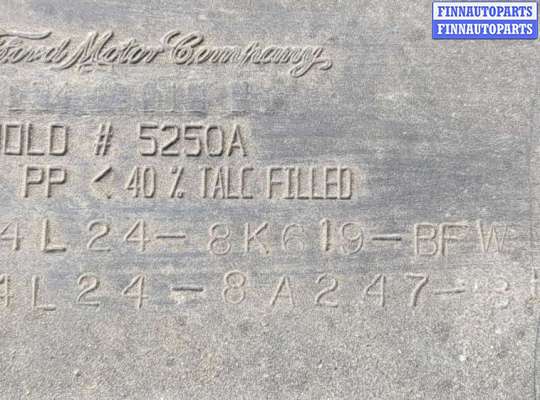 FINNAUTOPARTS
FINNAUTOPARTS
Ford Motor Company
MOLD # 5250A
PP < 40 % TALC FILLED
4L24-8K619-BFW
4L24-8A247-